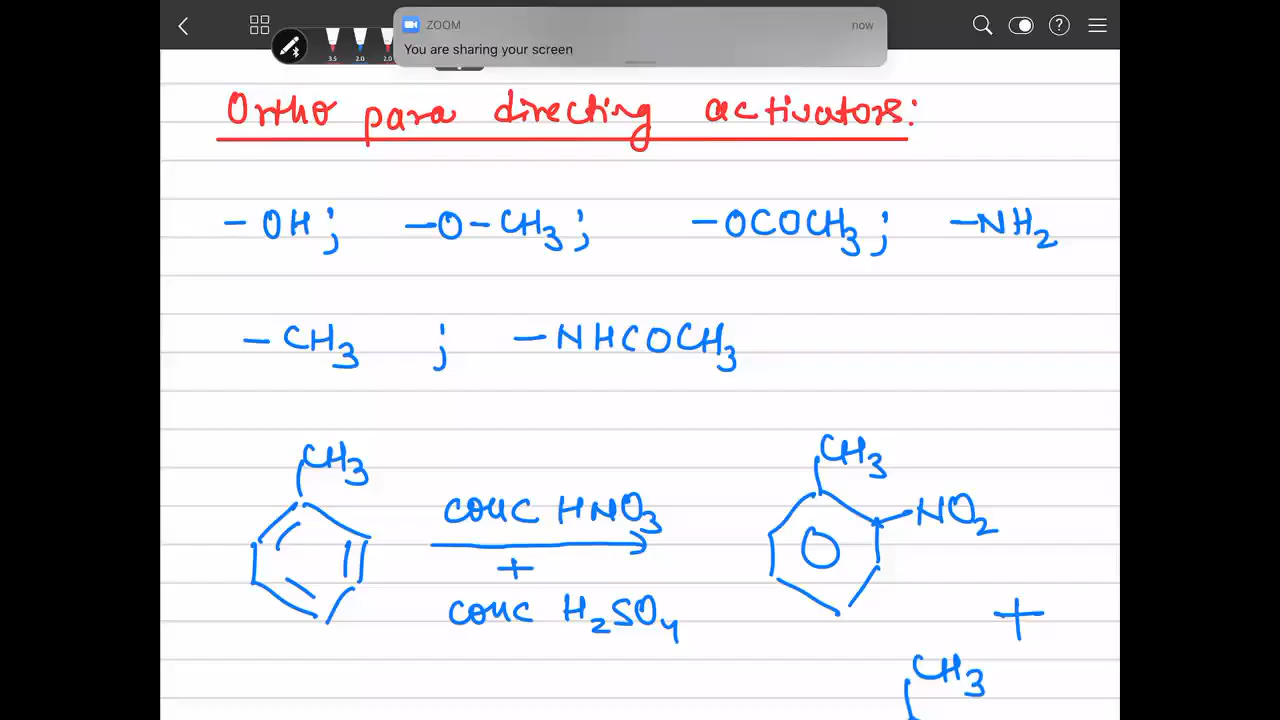 ZOOM now
You are sharing your screen
3.5 2.0 2.0
Ortho para directing activators:
-OH; -O-CH3; -OCOCH3; -NH2
-CH3 ; -NHCOCH3
CH3 CH3
conc HNO3 NO2
+
conc H2SO4 +
CH3